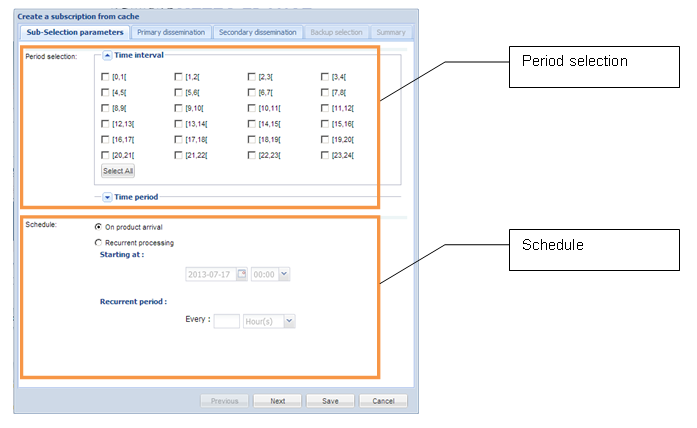 Create a subscription from cache
Sub-Selection parameters Primary dissemination Secondary dissemination Backup selection Summary
Period selection: Time interval
[0,1[ [1,2[ [2,3[ [3,4[
[4,5[ [5,6[ [6,7[ [7,8[
[8,9[ [9,10[ [10,11[ [11,12[
[12,13[ [13,14[ [14,15[ [15,16[
[16,17[ [17,18[ [18,19[ [19,20[
[20,21[ [21,22[ [22,23[ [23,24[
Select All
Time period
Schedule: On product arrival
Recurrent processing
Starting at :
2013-07-17 00:00
Recurrent period :
Every : Hour(s)
Previous Next Save Cancel
Period selection
Schedule